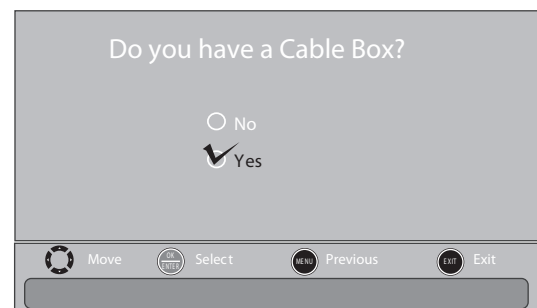 Do you have a Cable Box?
No
Yes
Move OK ENTER Select MENU Previous EXIT Exit